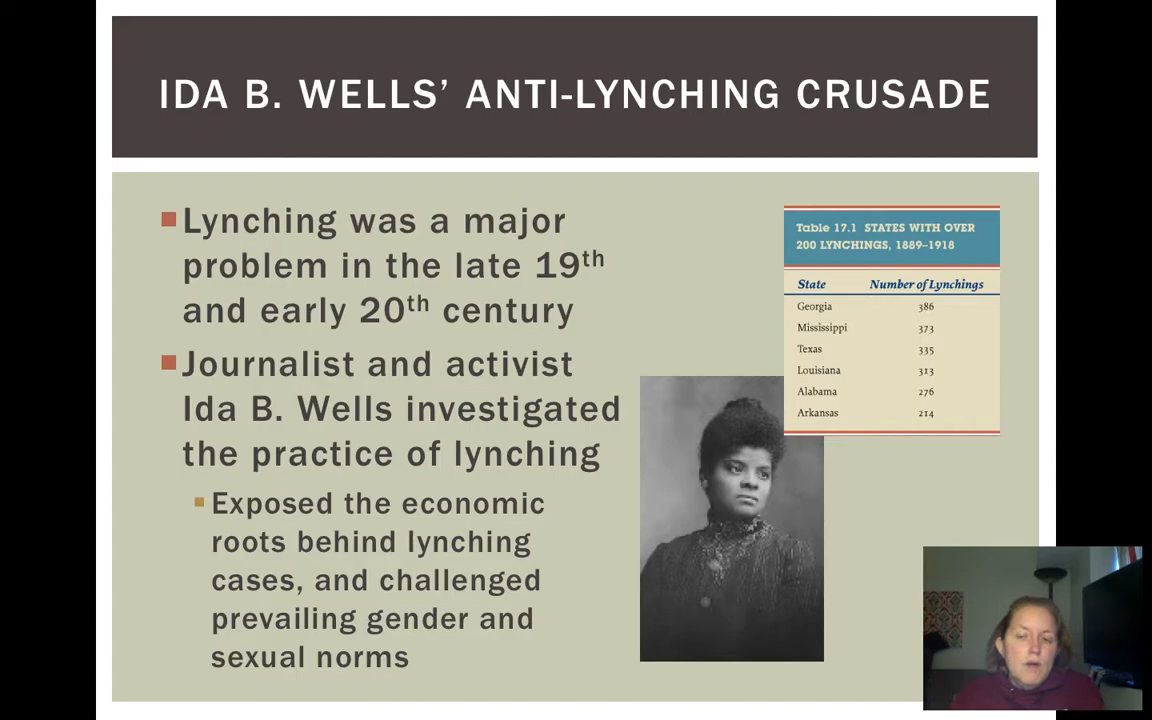 IDA B. WELLS’ ANTI-LYNCHING CRUSADE
Lynching was a major
problem in the late 19th
and early 20th century
Journalist and activist
Ida B. Wells investigated
the practice of lynching
Exposed the economic
roots behind lynching
cases, and challenged
prevailing gender and
sexual norms
Table 17.1 STATES WITH OVER
200 LYNCHINGS, 1889–1918
State Number of Lynchings
Georgia 386
Mississippi 373
Texas 335
Louisiana 313
Alabama 276
Arkansas 214